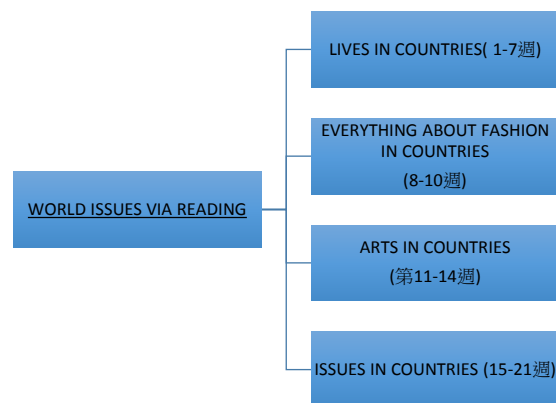 WORLD ISSUES VIA READING
LIVES IN COUNTRIES( 1-7週)
EVERYTHING ABOUT FASHION
IN COUNTRIES
(8-10週)
ARTS IN COUNTRIES
(第11-14週)
ISSUES IN COUNTRIES (15-21週)